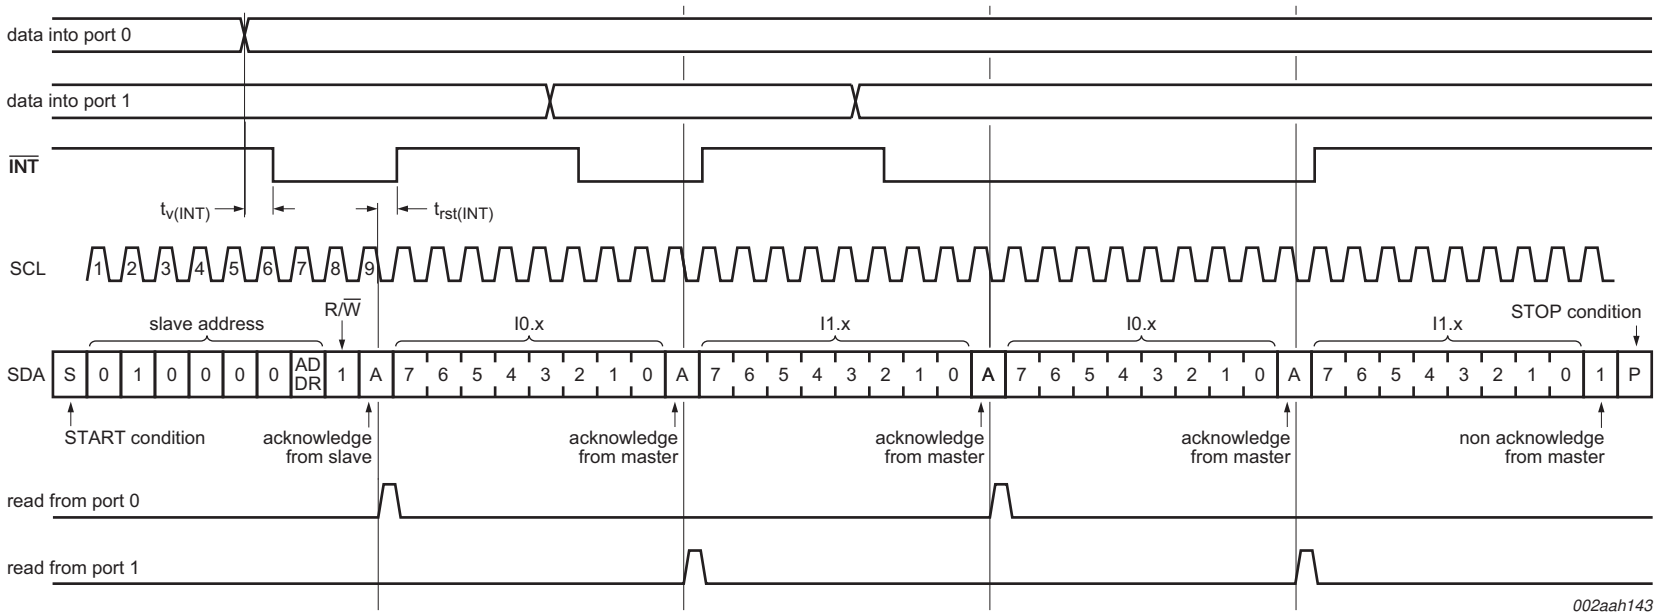 data into port 0
data into port 1
INT
tv(INT)
trst(INT)
SCL
1 2 3 4 5 6 7 8 9
R/W
slave address
I0.x
I1.x
I0.x
I1.x
STOP condition
SDA
S 0 1 0 0 0 0 AD DR 1 A 7 6 5 4 3 2 1 0 A 7 6 5 4 3 2 1 0 A 7 6 5 4 3 2 1 0 A 7 6 5 4 3 2 1 0 1 P
START condition
acknowledge
from slave
acknowledge
from master
acknowledge
from master
acknowledge
from master
non acknowledge
from master
read from port 0
read from port 1
002aah143